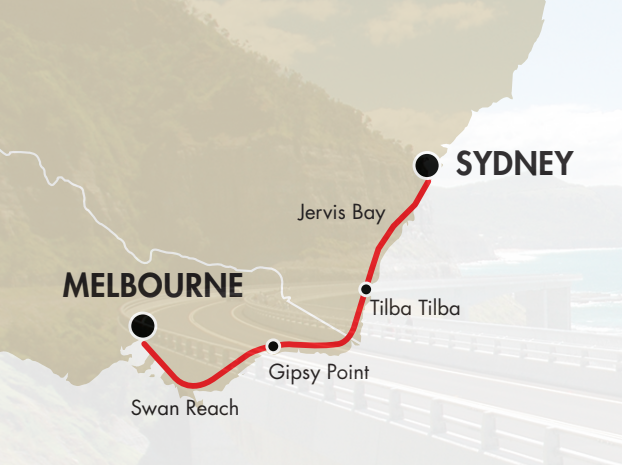 SYDNEY
Jervis Bay
MELBOURNE
Tilba Tilba
Gipsy Point
Swan Reach